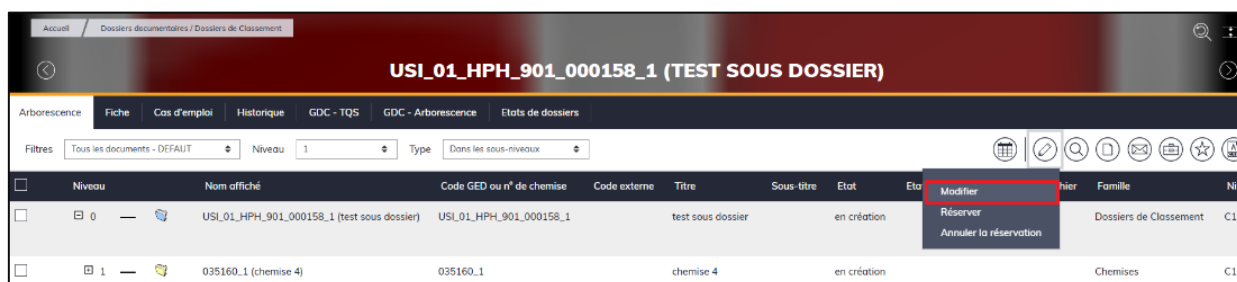 Accueil / Dossiers documentaires / Dossiers de Classement
USI_01_HPH_901_000158_1 (TEST SOUS DOSSIER)
Arborescence Fiche Cas d'emploi Historique GDC - TQS GDC - Arborescence Etats de dossiers
Filtres Tous les documents - DEFAUT Niveau 1 Type Dans les sous-niveaux
Niveau Nom affiché Code GED ou n° de chemise Code externe Titre Sous-titre Etat Famille
Modifier
Réserver
Annuler la réservation
0 USI_01_HPH_901_000158_1 (test sous dossier) USI_01_HPH_901_000158_1 test sous dossier en création Dossiers de Classement C1
1 035160_1 (chemise 4) 035160_1 chemise 4 en création Chemises C1